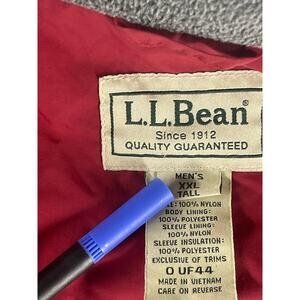 L.L.Bean®
Since 1912
QUALITY GUARANTEED
MEN'S
XXL
TALL
100% NYLON
BODY LINING:
100% POLYESTER
SLEEVE LINING:
100% NYLON
SLEEVE INSULATION:
100% POLYESTER
EXCLUSIVE OF TRIMS
0 UF44
MADE IN VIETNAM
CARE ON REVERSE